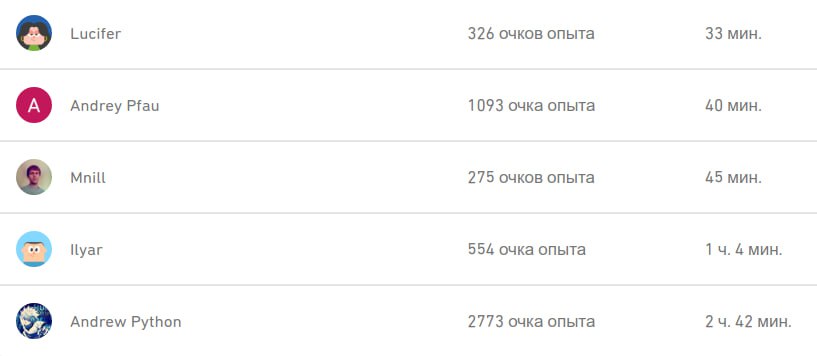 Lucifer 326 очков опыта 33 мин.
A Andrey Pfau 1093 очка опыта 40 мин.
Mnill 275 очков опыта 45 мин.
Ilyar 554 очка опыта 1 ч. 4 мин.
Andrew Python 2773 очка опыта 2 ч. 42 мин.